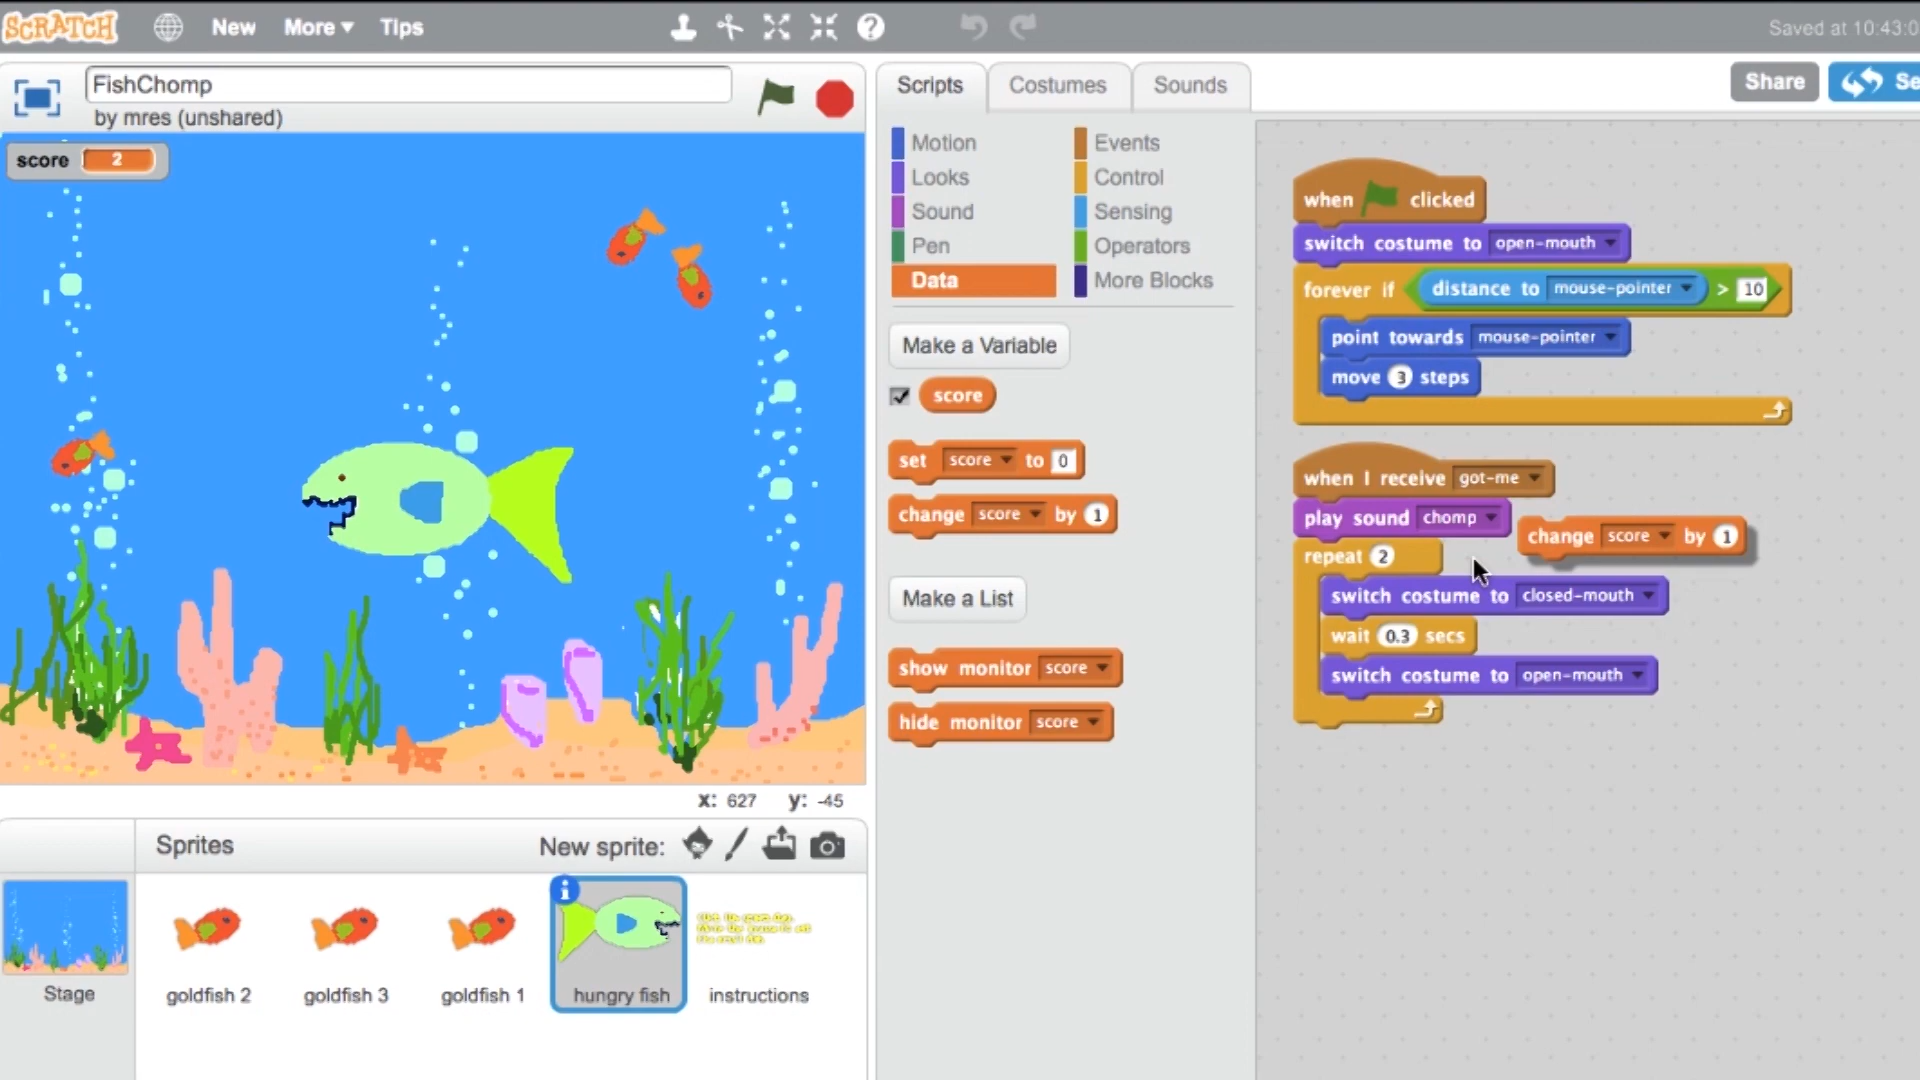 SCRATCH New More Tips
Saved at 10:43:0
FishChomp
by mres (unshared)
score 2
x: 627 y: -45
Sprites New sprite:
Stage
goldfish 2
goldfish 3
goldfish 1
hungry fish
instructions
Scripts Costumes Sounds
Share
Motion Events
Looks Control
Sound Sensing
Pen Operators
Data More Blocks
Make a Variable
score
set score to 0
change score by 1
Make a List
show monitor score
hide monitor score
when clicked
switch costume to open-mouth
forever if distance to mouse-pointer > 10
point towards mouse-pointer
move 3 steps
when I receive got-me
play sound chomp
change score by 1
repeat 2
switch costume to closed-mouth
wait 0.3 secs
switch costume to open-mouth